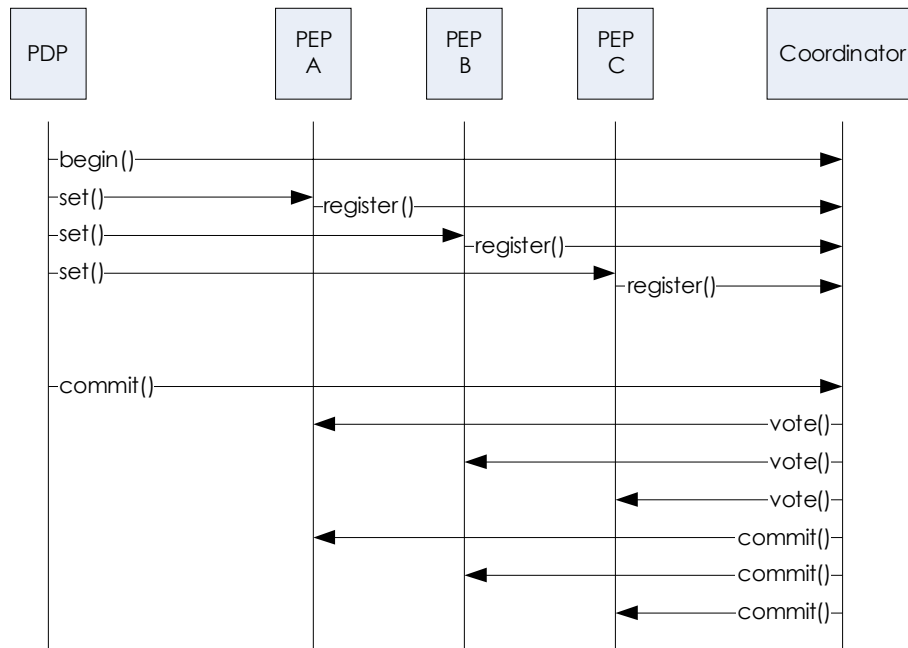 PDP
PEP
A
PEP
B
PEP
C
Coordinator
begin()
set()
register()
set()
register()
set()
register()
commit()
vote()
vote()
vote()
commit()
commit()
commit()